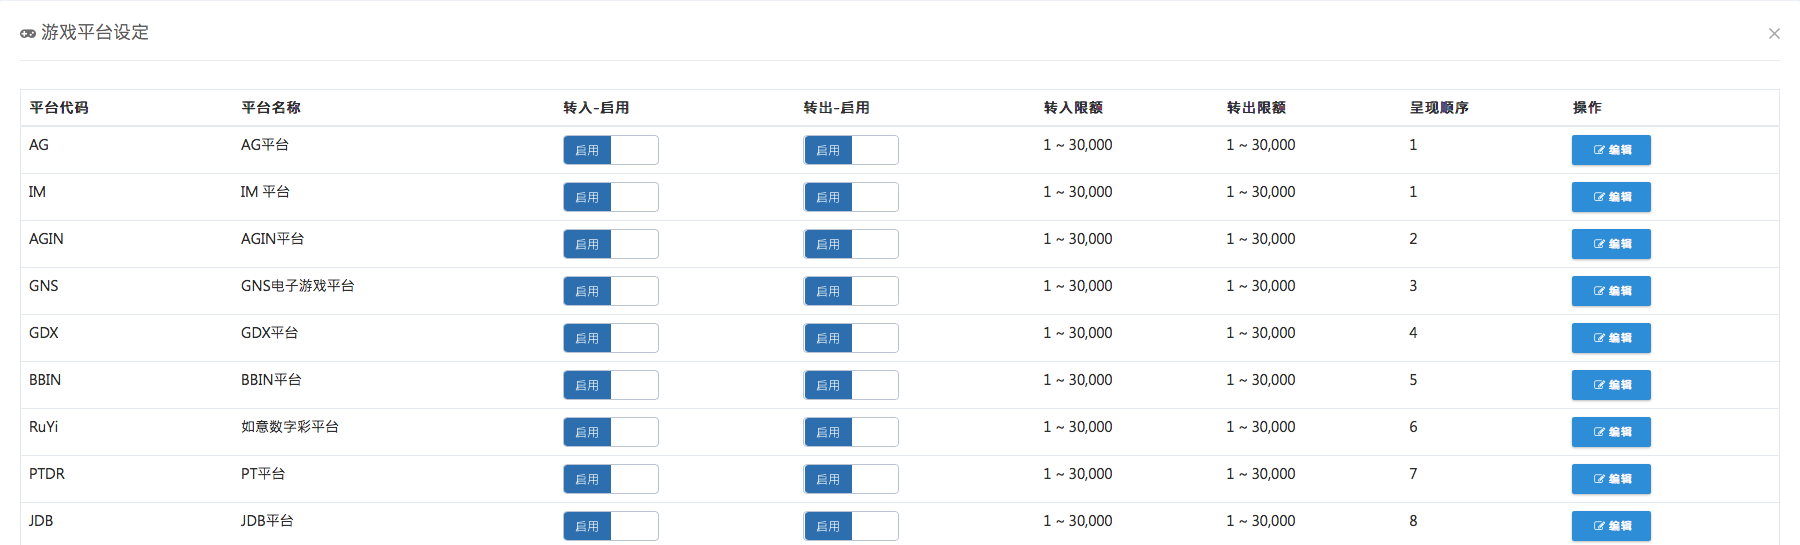 游戏平台设定
平台代码 平台名称 转入-启用 转出-启用 转入限额 转出限额 呈现顺序 操作
AG AG平台 启用 启用 1 ~ 30,000 1 ~ 30,000 1 编辑
IM IM 平台 启用 启用 1 ~ 30,000 1 ~ 30,000 1 编辑
AGIN AGIN平台 启用 启用 1 ~ 30,000 1 ~ 30,000 2 编辑
GNS GNS电子游戏平台 启用 启用 1 ~ 30,000 1 ~ 30,000 3 编辑
GDX GDX平台 启用 启用 1 ~ 30,000 1 ~ 30,000 4 编辑
BBIN BBIN平台 启用 启用 1 ~ 30,000 1 ~ 30,000 5 编辑
RuYi 如意数字彩平台 启用 启用 1 ~ 30,000 1 ~ 30,000 6 编辑
PTDR PT平台 启用 启用 1 ~ 30,000 1 ~ 30,000 7 编辑
JDB JDB平台 启用 启用 1 ~ 30,000 1 ~ 30,000 8 编辑